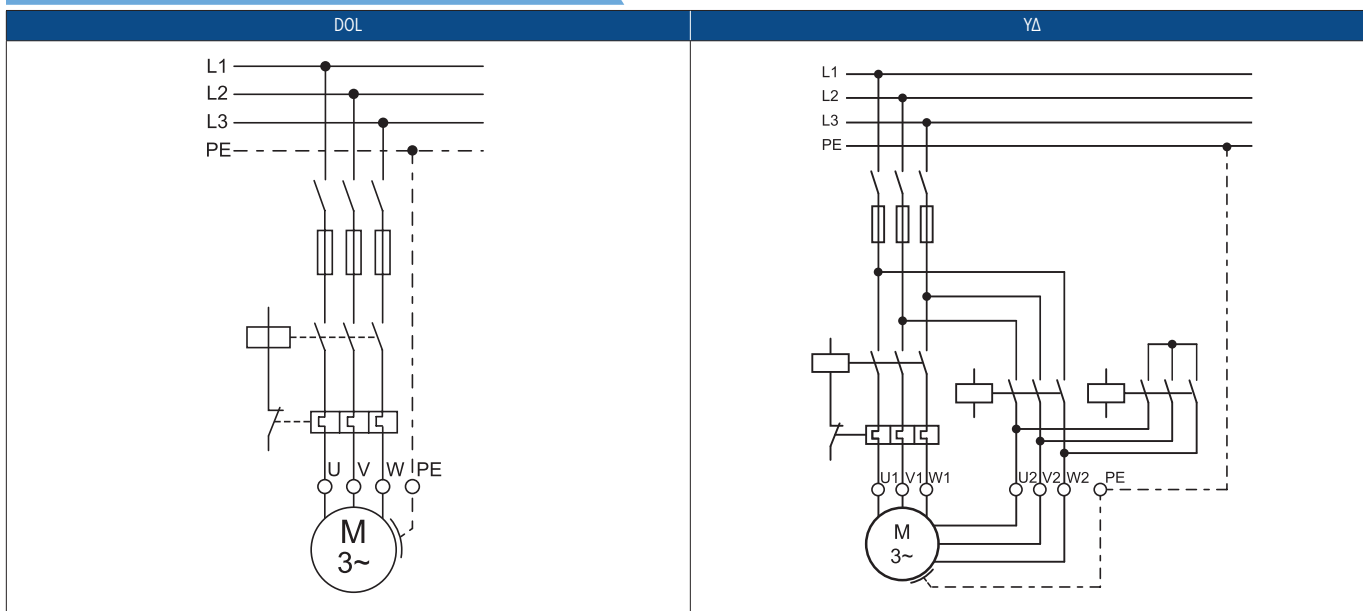 DOL
L1
L2
L3
PE
U V W PE
M
3~
YΔ
L1
L2
L3
PE
U1 V1 W1 U2 V2 W2 PE
M
3~